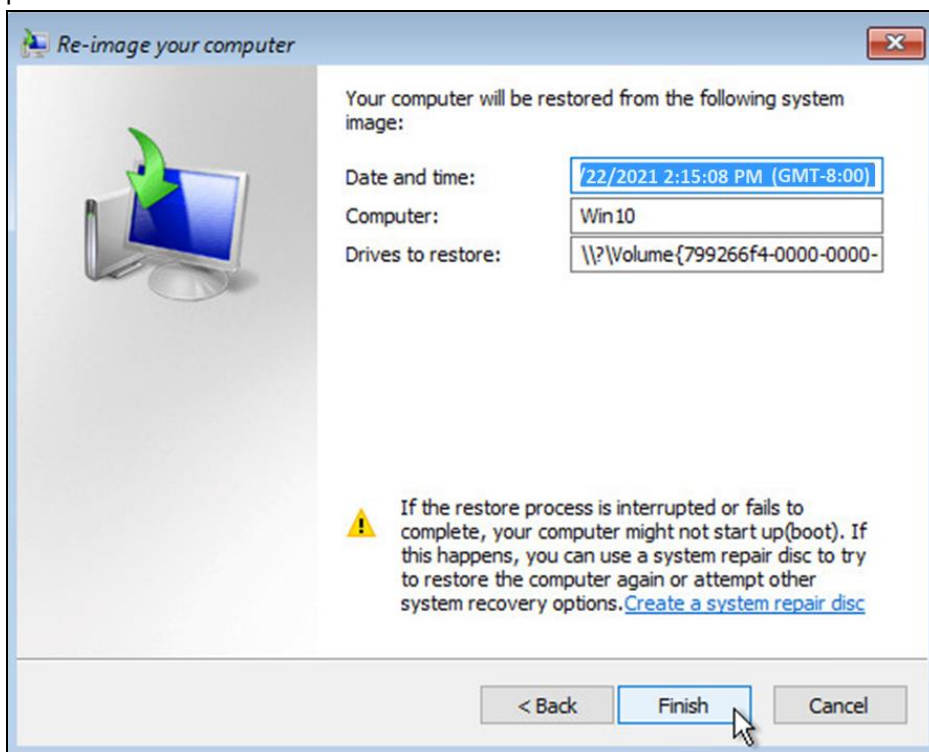 Re-image your computer
Your computer will be restored from the following system
image:
Date and time: /22/2021 2:15:08 PM (GMT-8:00)
Computer: Win10
Drives to restore: \\?\Volume{799266f4-0000-0000-
If the restore process is interrupted or fails to
complete, your computer might not start up(boot). If
this happens, you can use a system repair disc to try
to restore the computer again or attempt other
system recovery options.Create a system repair disc
< Back Finish Cancel